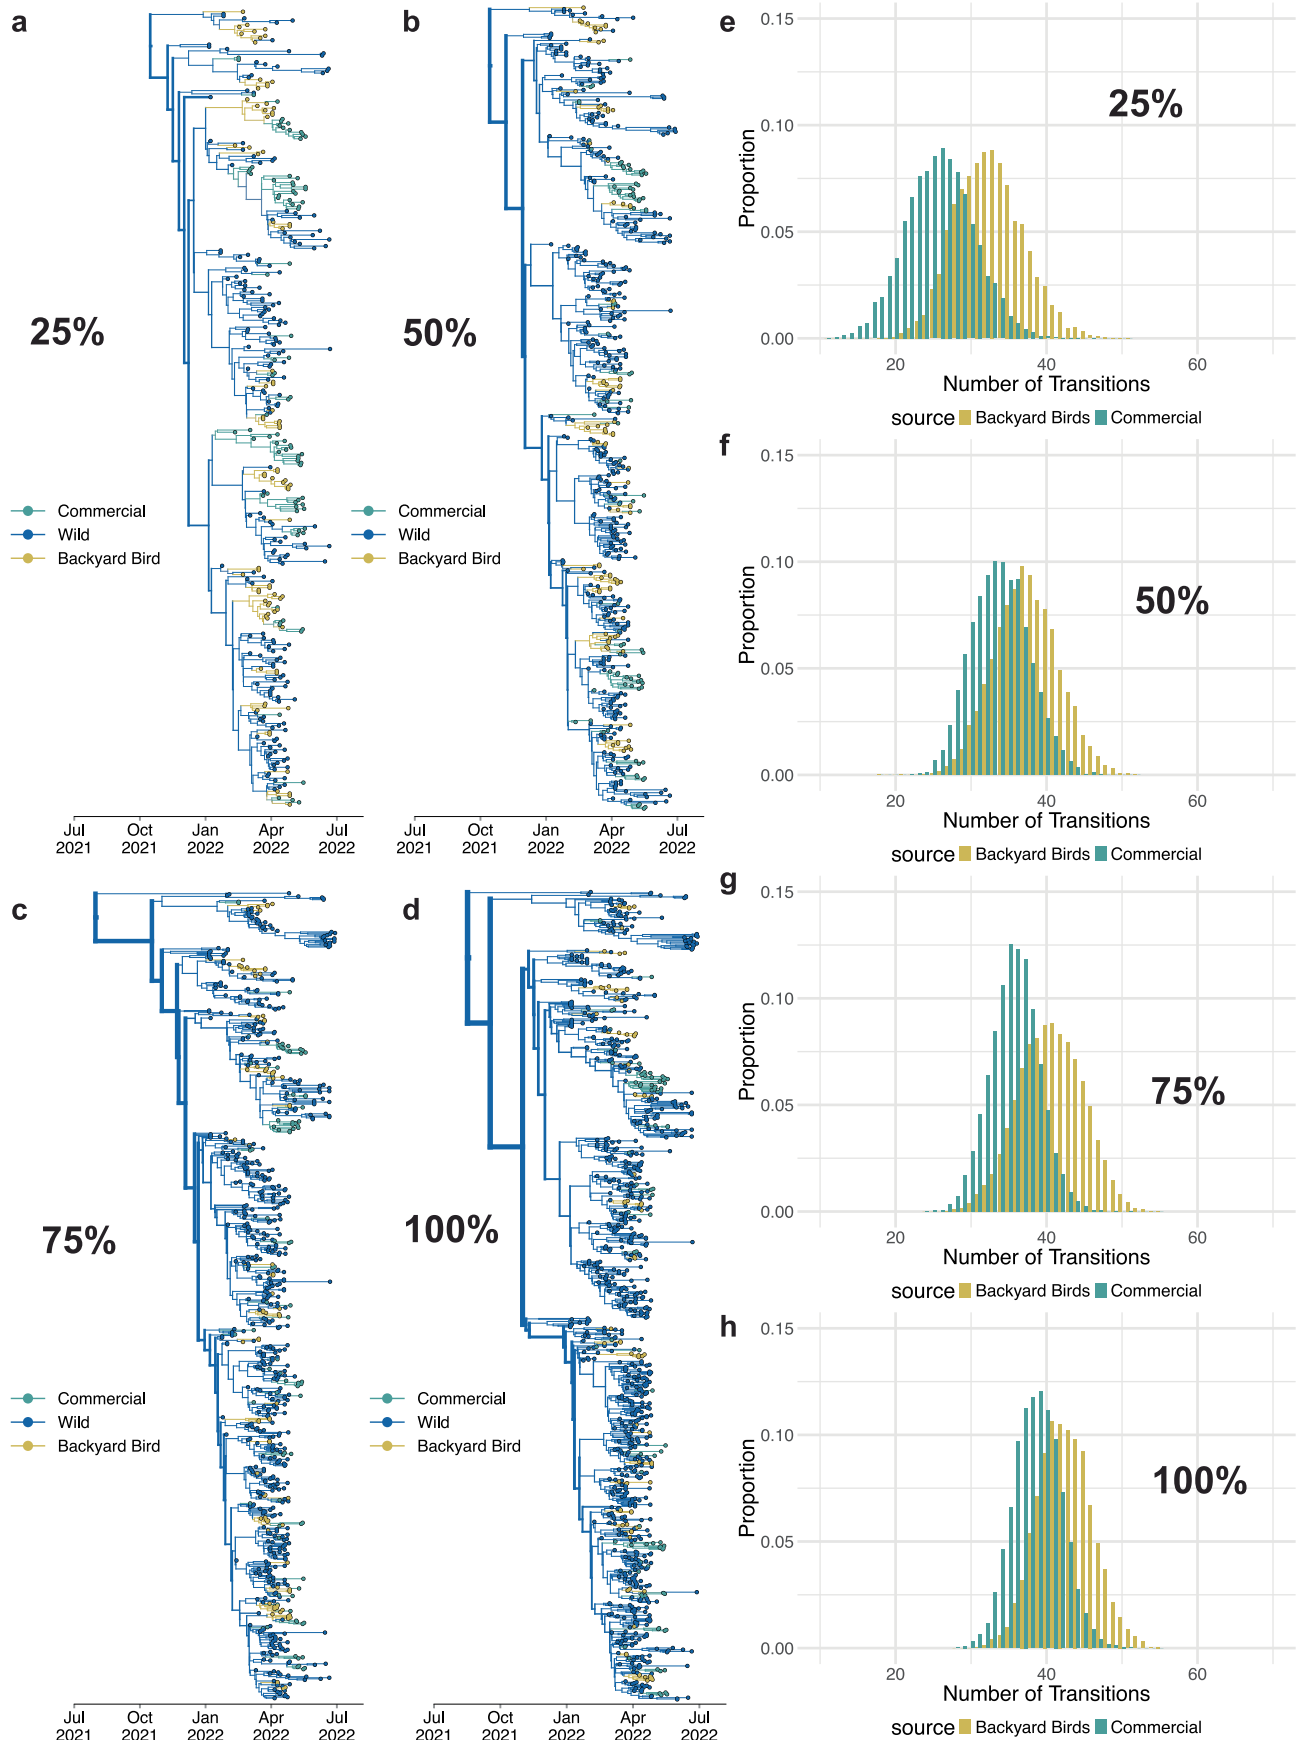 a
25%
Commercial
Wild
Backyard Bird
Jul Oct Jan Apr Jul
2021 2021 2022 2022 2022
b
50%
Commercial
Wild
Backyard Bird
Jul Oct Jan Apr Jul
2021 2021 2022 2022 2022
c
75%
Commercial
Wild
Backyard Bird
Jul Oct Jan Apr Jul
2021 2021 2022 2022 2022
d
100%
Commercial
Wild
Backyard Bird
Jul Oct Jan Apr Jul
2021 2021 2022 2022 2022
e
0.15
0.10
0.05
0.00
Proportion
25%
20 40 60
Number of Transitions
source Backyard Birds Commercial
f
0.15
0.10
0.05
0.00
Proportion
50%
20 40 60
Number of Transitions
source Backyard Birds Commercial
g
0.15
0.10
0.05
0.00
Proportion
75%
20 40 60
Number of Transitions
source Backyard Birds Commercial
h
0.15
0.10
0.05
0.00
Proportion
100%
20 40 60
Number of Transitions
source Backyard Birds Commercial